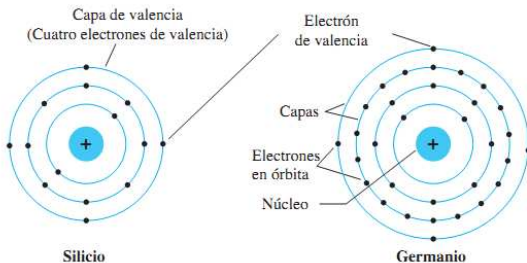 Capa de valencia
(Cuatro electrones de valencia)
Electrón
de valencia
Capas
Electrones
en órbita
Núcleo
+
+
Silicio
Germanio